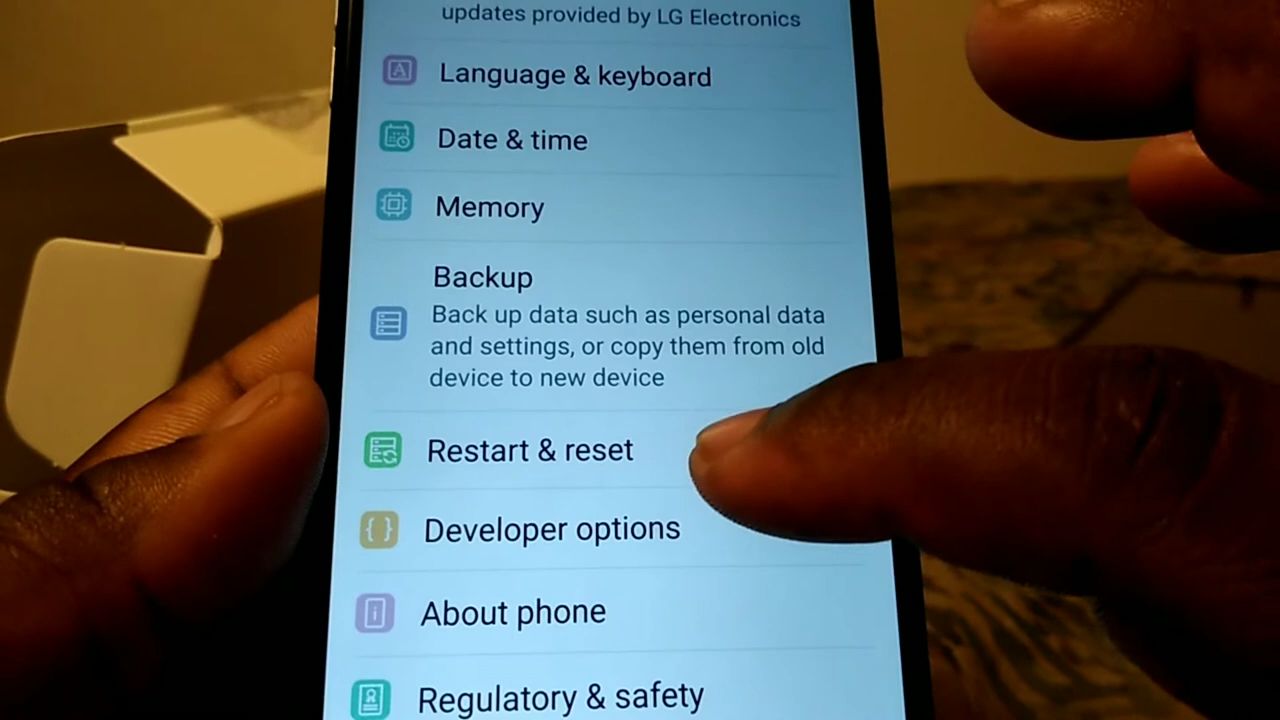 updates provided by LG Electronics
Language & keyboard
Date & time
Memory
Backup
Back up data such as personal data
and settings, or copy them from old
device to new device
Restart & reset
Developer options
About phone
Regulatory & safety